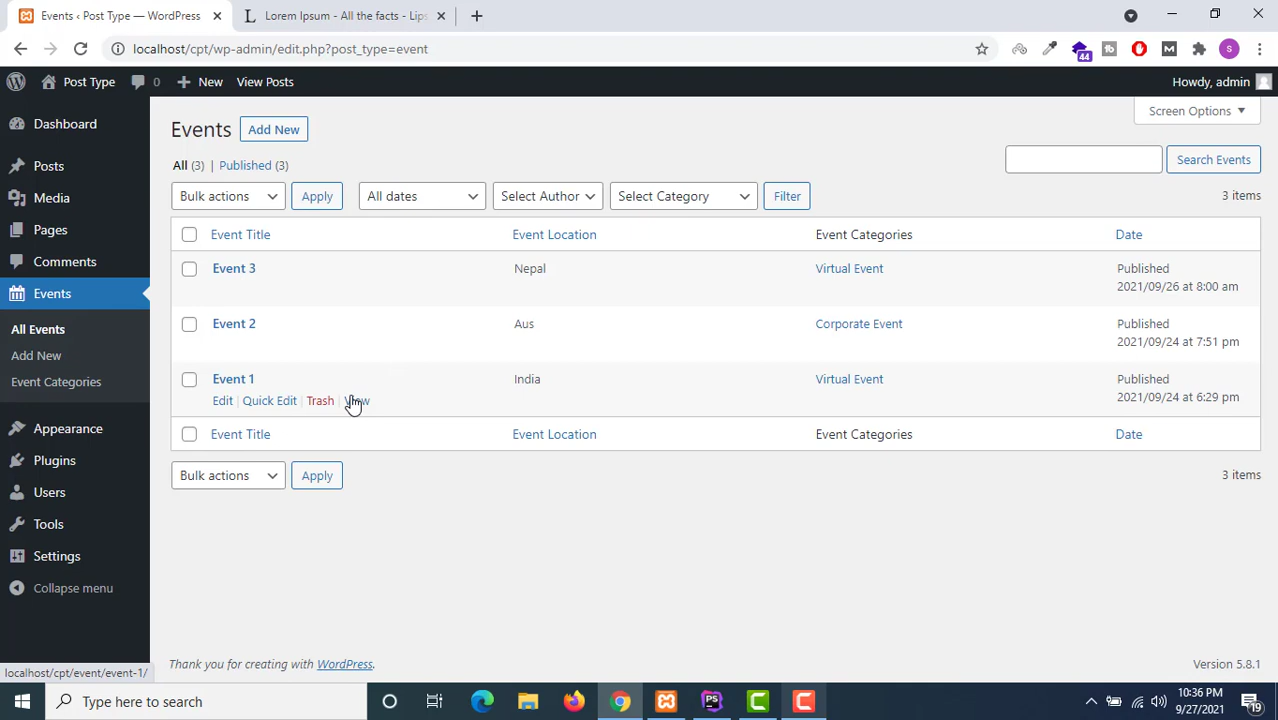 Events ‹ Post Type — WordPress
Lorem Ipsum - All the facts - Lips
localhost/cpt/wp-admin/edit.php?post_type=event
44
S
Post Type
0
New
View Posts
Howdy, admin
Screen Options
Dashboard
Posts
Media
Pages
Comments
Events
All Events
Add New
Event Categories
Appearance
Plugins
Users
Tools
Settings
Collapse menu
Events
Add New
All (3) | Published (3)
Search Events
Bulk actions
Apply
All dates
Select Author
Select Category
Filter
3 items
Event Title
Event Location
Event Categories
Date
Event 3
Nepal
Virtual Event
Published
2021/09/26 at 8:00 am
Event 2
Aus
Corporate Event
Published
2021/09/24 at 7:51 pm
Event 1
India
Virtual Event
Published
2021/09/24 at 6:29 pm
Edit | Quick Edit | Trash | View
Event Title
Event Location
Event Categories
Date
Bulk actions
Apply
3 items
Thank you for creating with WordPress.
Version 5.8.1
localhost/cpt/event/event-1/
Type here to search
PS
10:36 PM
9/27/2021
19